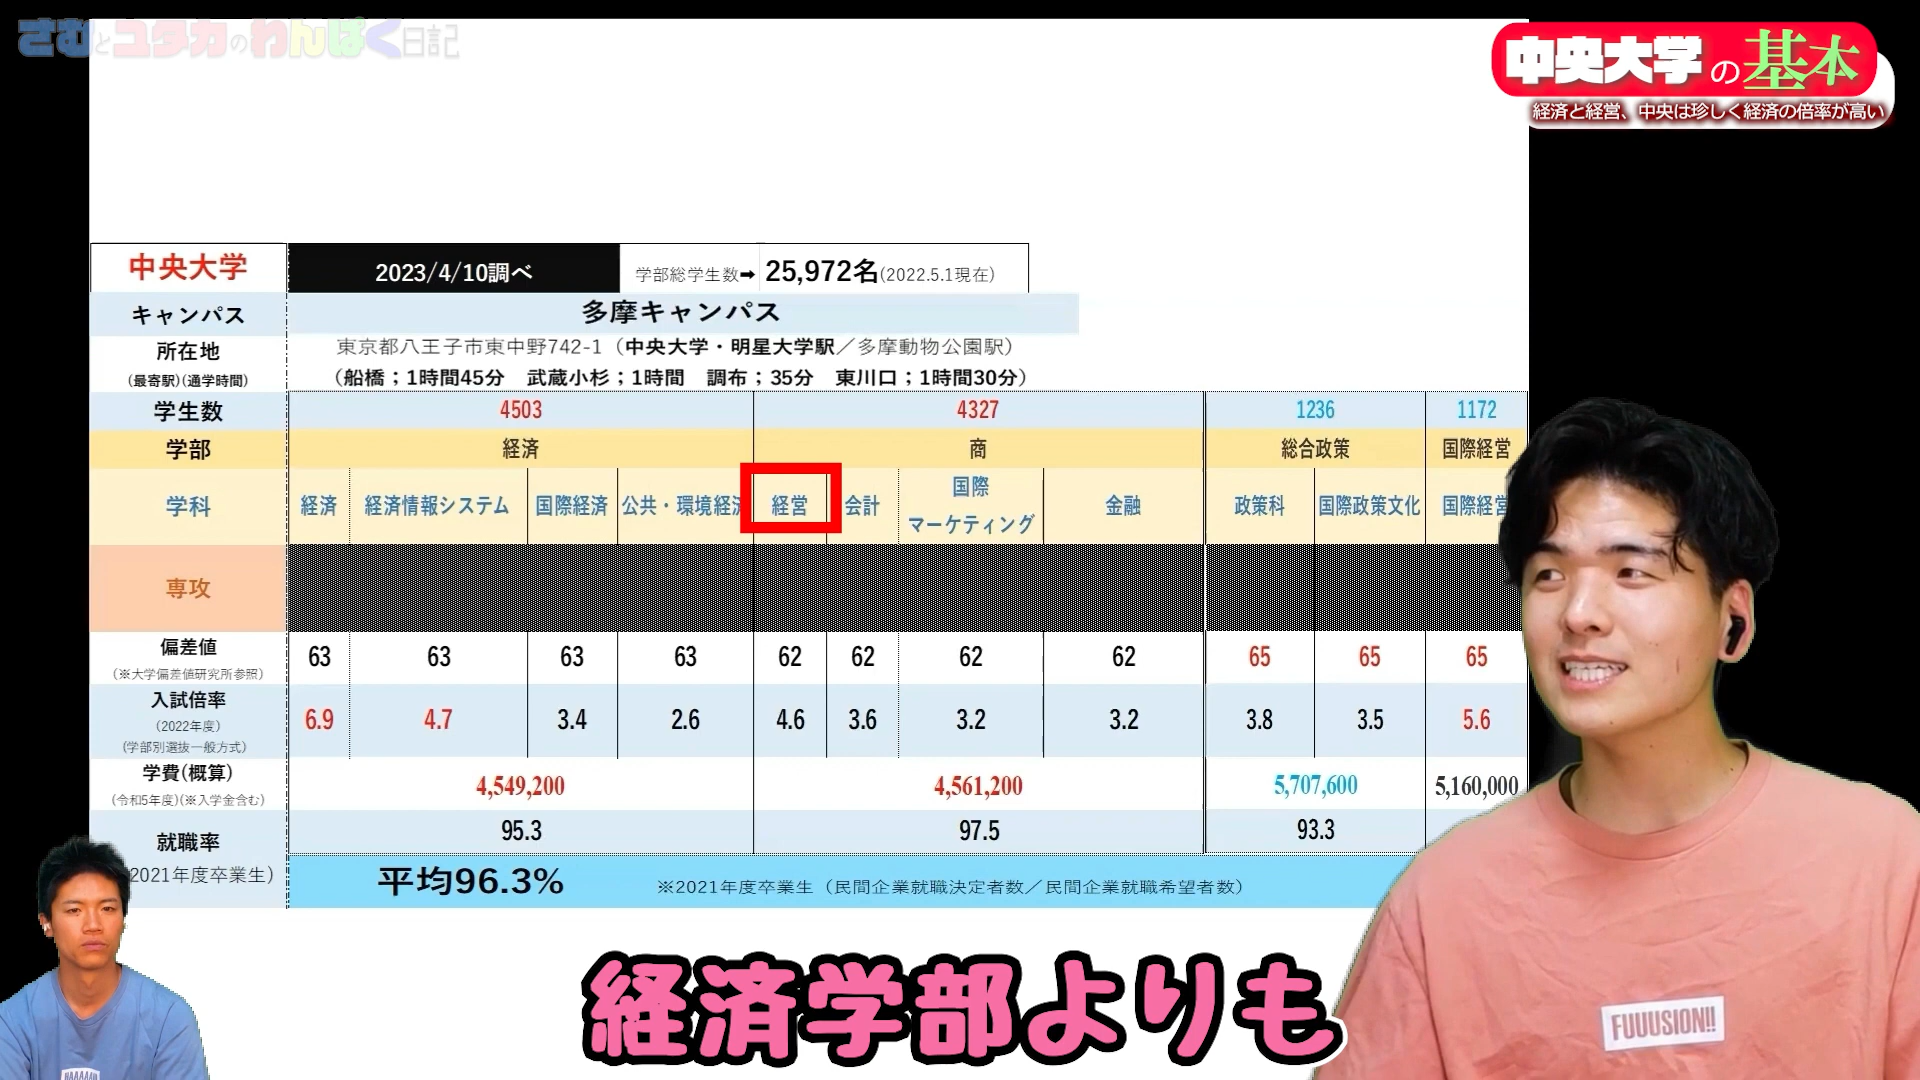 さむとユタカのわんぱく日記
中央大学の基本
経済と経営、中央は珍しく経済の倍率が高い
中央大学 2023/4/10調べ 学部総学生数➡ 25,972名(2022.5.1現在)
キャンパス 多摩キャンパス
所在地 東京都八王子市東中野742-1（中央大学・明星大学駅／多摩動物公園駅）
(最寄駅)(通学時間) （船橋；1時間45分 武蔵小杉；1時間 調布；35分 東川口；1時間30分）
学生数 4503 4327 1236 1172
学部 経済 商 総合政策 国際経営
学科 経済 経済情報システム 国際経済 公共・環境経済 経営 会計 国際マーケティング 金融 政策科 国際政策文化 国際経営
専攻
偏差値 63 63 63 63 62 62 62 62 65 65 65
(※大学偏差値研究所参照)
入試倍率 6.9 4.7 3.4 2.6 4.6 3.6 3.2 3.2 3.8 3.5 5.6
(2022年度)
(学部別選抜一般方式)
学費(概算) 4,549,200 4,561,200 5,707,600 5,160,000
(令和5年度)(※入学金含む)
就職率 95.3 97.5 93.3
2021年度卒業生) 平均96.3% ※2021年度卒業生（民間企業就職決定者数／民間企業就職希望者数）
経済学部よりも
FUUUSION!!